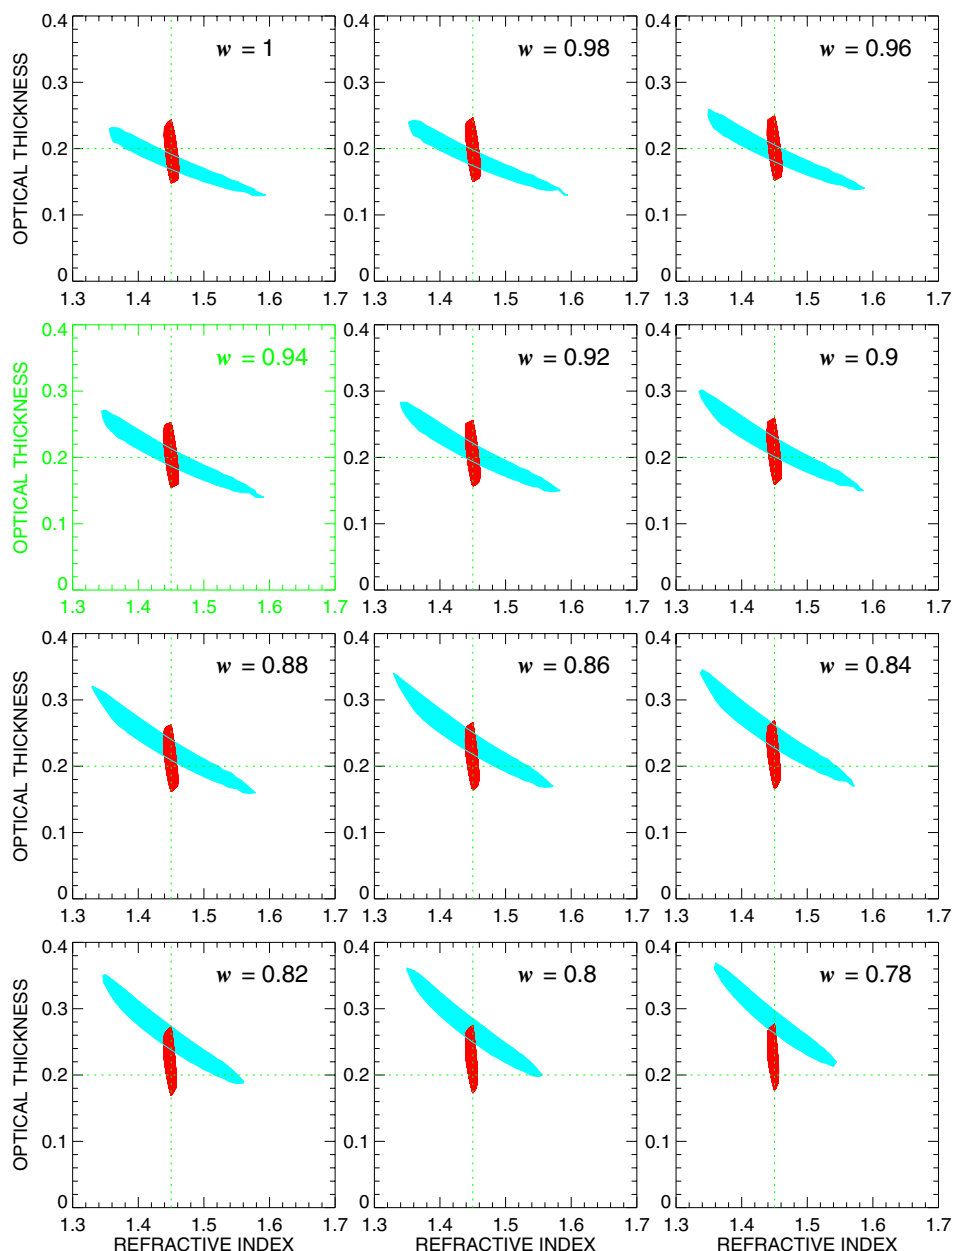 0.4 0.4 0.4
w = 1 w = 0.98 w = 0.96
0.3 0.3 0.3
OPTICAL THICKNESS
0.2 0.2 0.2
0.1 0.1 0.1
0 0 0
1.3 1.4 1.5 1.6 1.7 1.3 1.4 1.5 1.6 1.7 1.3 1.4 1.5 1.6 1.7
0.4 0.4 0.4
w = 0.94 w = 0.92 w = 0.9
0.3 0.3 0.3
OPTICAL THICKNESS
0.2 0.2 0.2
0.1 0.1 0.1
0 0 0
1.3 1.4 1.5 1.6 1.7 1.3 1.4 1.5 1.6 1.7 1.3 1.4 1.5 1.6 1.7
0.4 0.4 0.4
w = 0.88 w = 0.86 w = 0.84
0.3 0.3 0.3
OPTICAL THICKNESS
0.2 0.2 0.2
0.1 0.1 0.1
0 0 0
1.3 1.4 1.5 1.6 1.7 1.3 1.4 1.5 1.6 1.7 1.3 1.4 1.5 1.6 1.7
0.4 0.4 0.4
w = 0.82 w = 0.8 w = 0.78
0.3 0.3 0.3
OPTICAL THICKNESS
0.2 0.2 0.2
0.1 0.1 0.1
0 0 0
1.3 1.4 1.5 1.6 1.7 1.3 1.4 1.5 1.6 1.7 1.3 1.4 1.5 1.6 1.7
REFRACTIVE INDEX REFRACTIVE INDEX REFRACTIVE INDEX